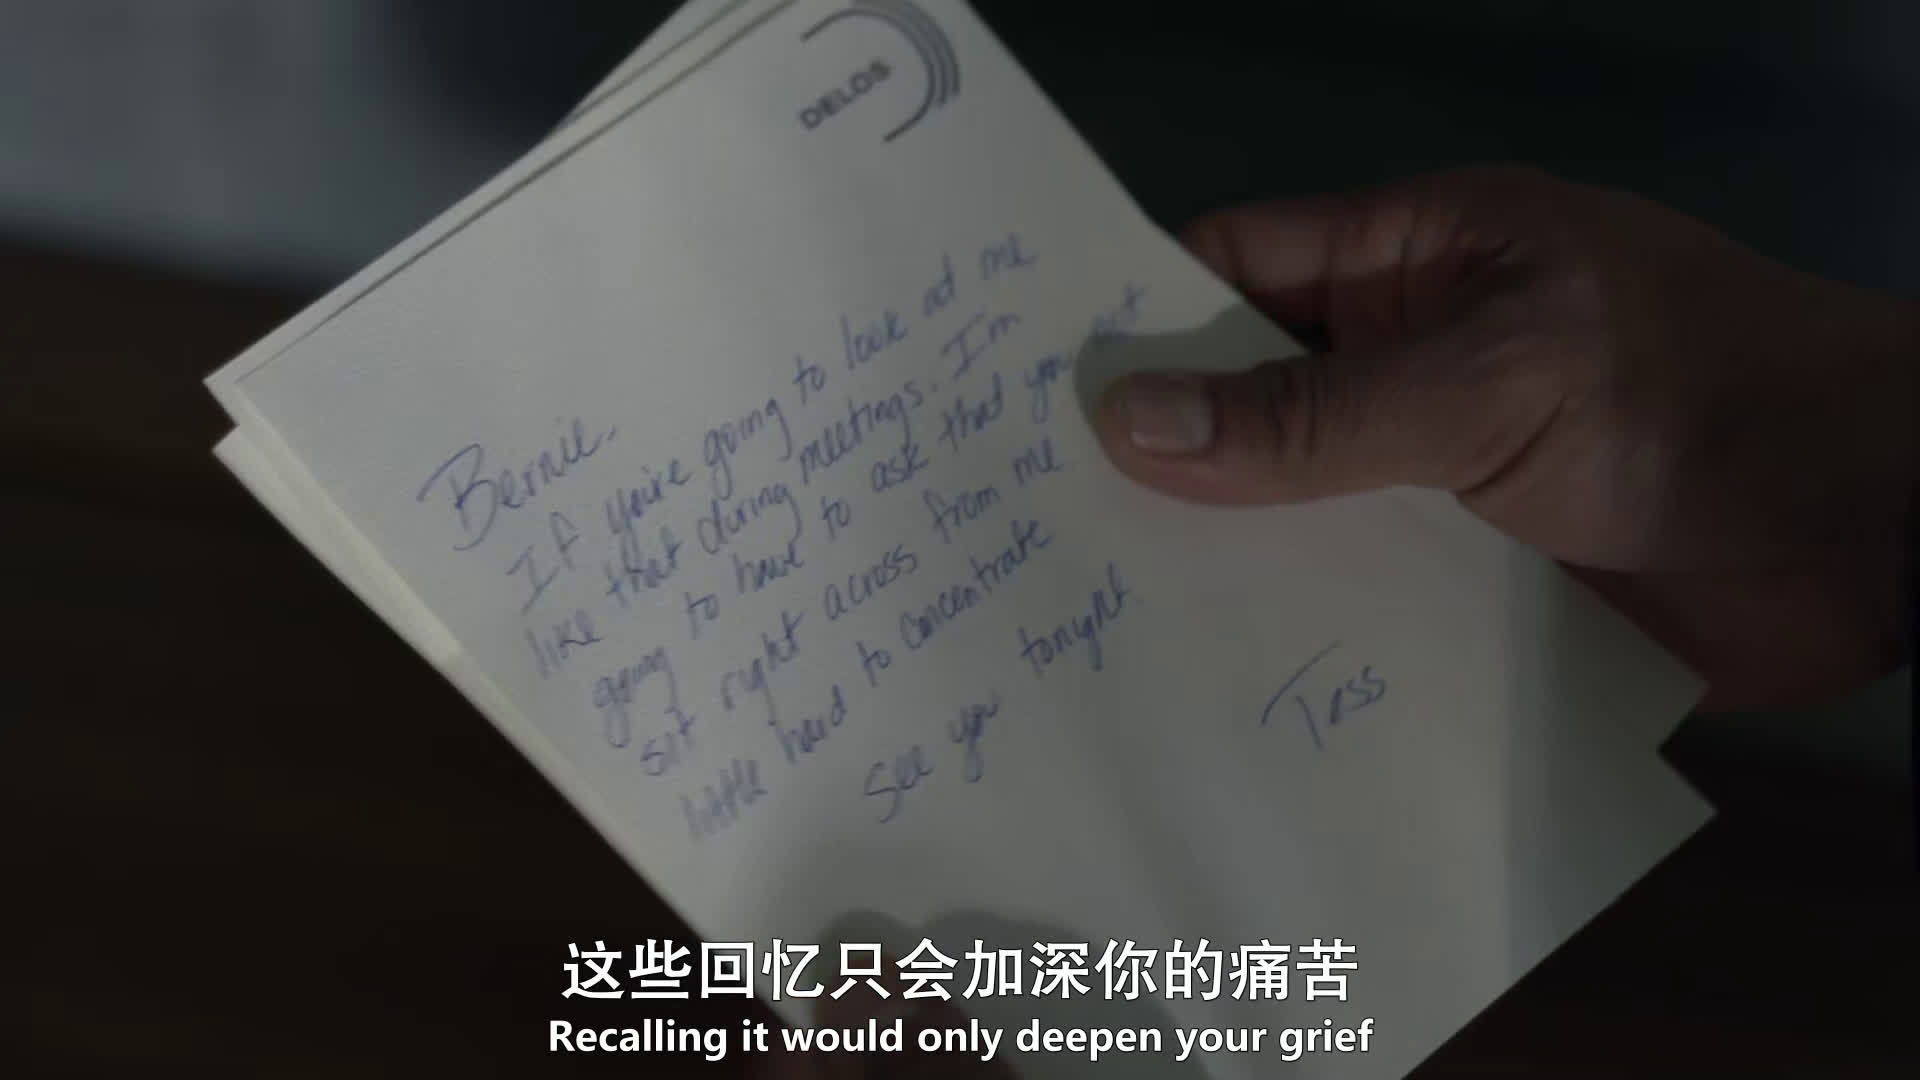 DELOS
Bernie.
If you're going to look at me
like that during meetings. I'm
going to have to ask that you not
sit right across from me
little hard to concentrate
See you tonight.
Tess
这些回忆只会加深你的痛苦
Recalling it would only deepen your grief